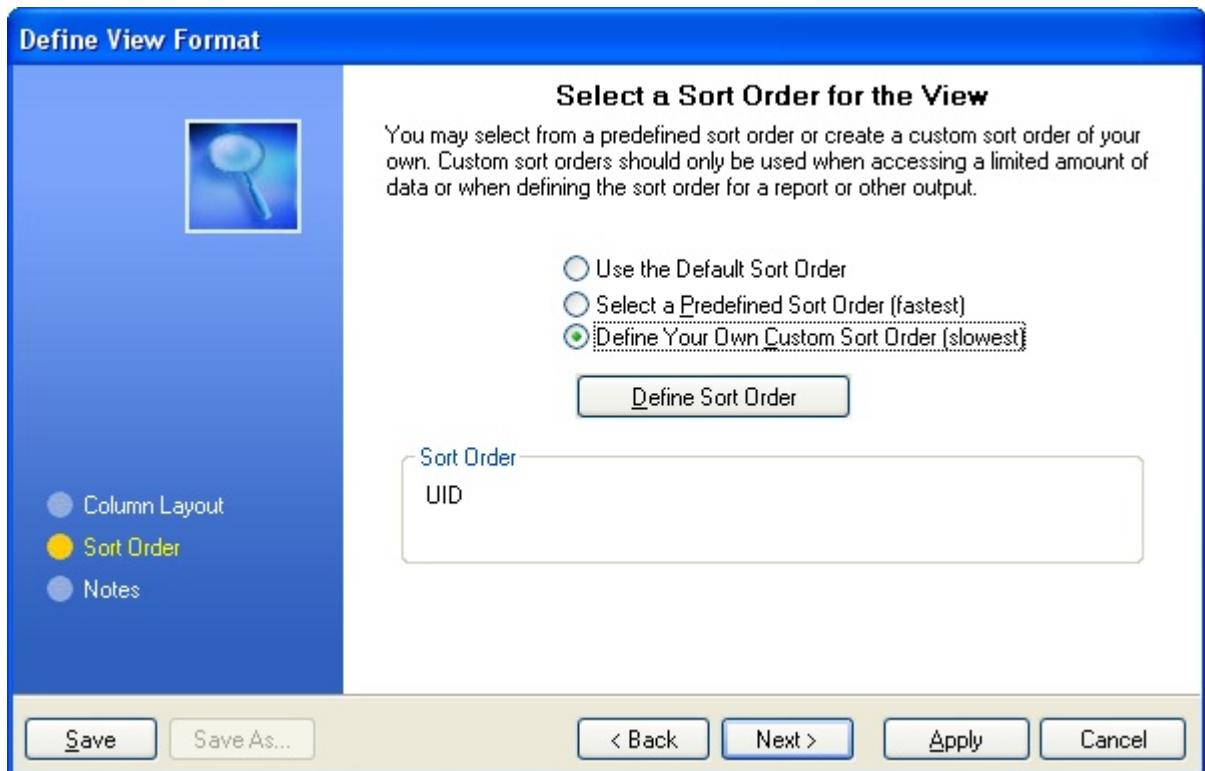 Define View Format
Select a Sort Order for the View
You may select from a predefined sort order or create a custom sort order of your
own. Custom sort orders should only be used when accessing a limited amount of
data or when defining the sort order for a report or other output.
Use the Default Sort Order
Select a Predefined Sort Order (fastest)
Define Your Own Custom Sort Order (slowest)
Define Sort Order
Sort Order
UID
Column Layout
Sort Order
Notes
Save
Save As...
< Back
Next >
Apply
Cancel